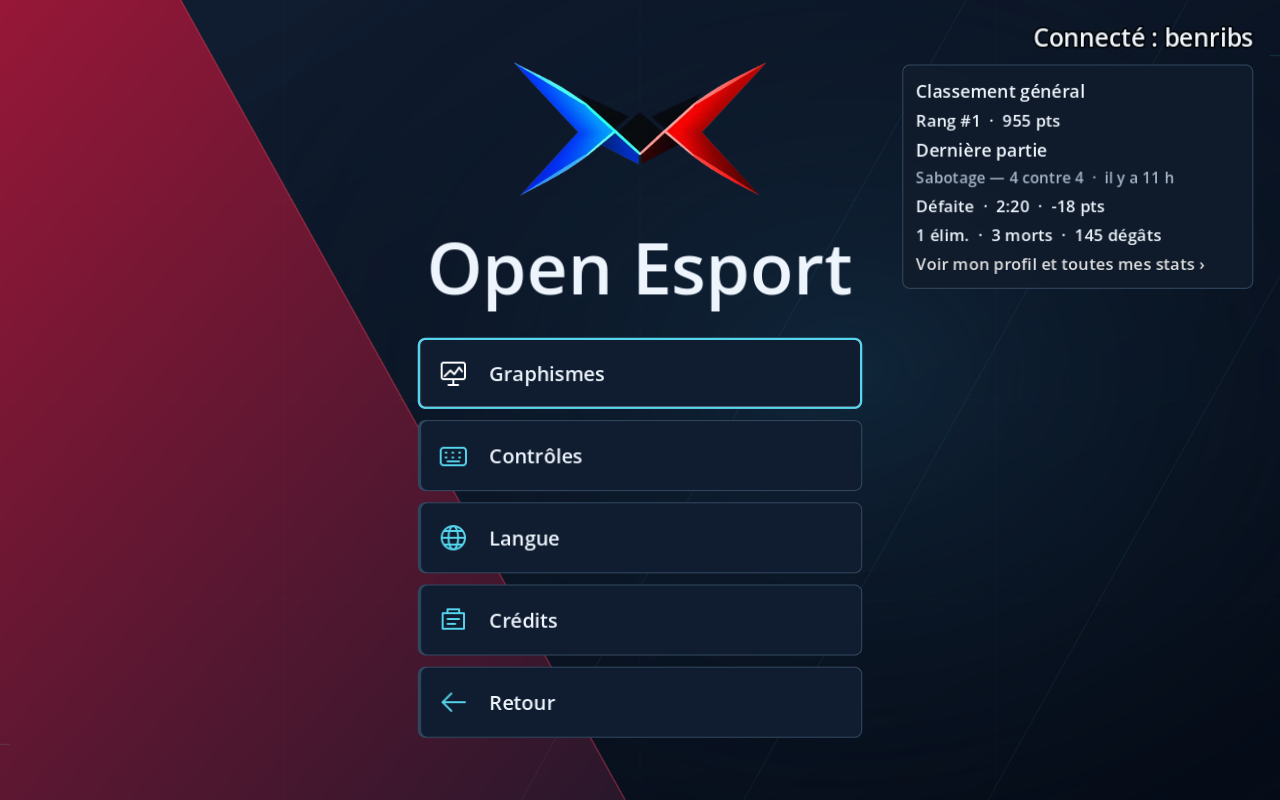 Connecté : benribs
Classement général
Rang #1 · 955 pts
Dernière partie
Sabotage — 4 contre 4 · il y a 11 h
Défaite · 2:20 · -18 pts
1 élim. · 3 morts · 145 dégâts
Voir mon profil et toutes mes stats ›
Open Esport
Graphismes
Contrôles
Langue
Crédits
Retour